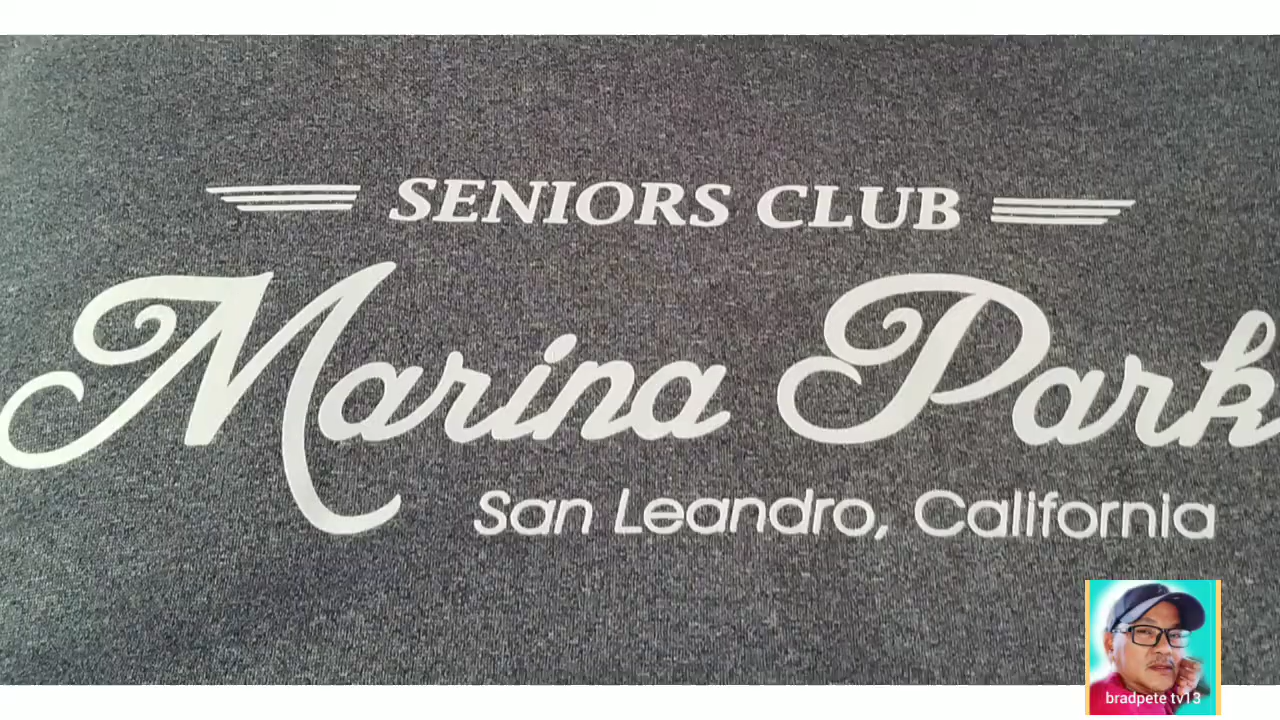 SENIORS CLUB
Marina Park
San Leandro, California
bradpete tv13